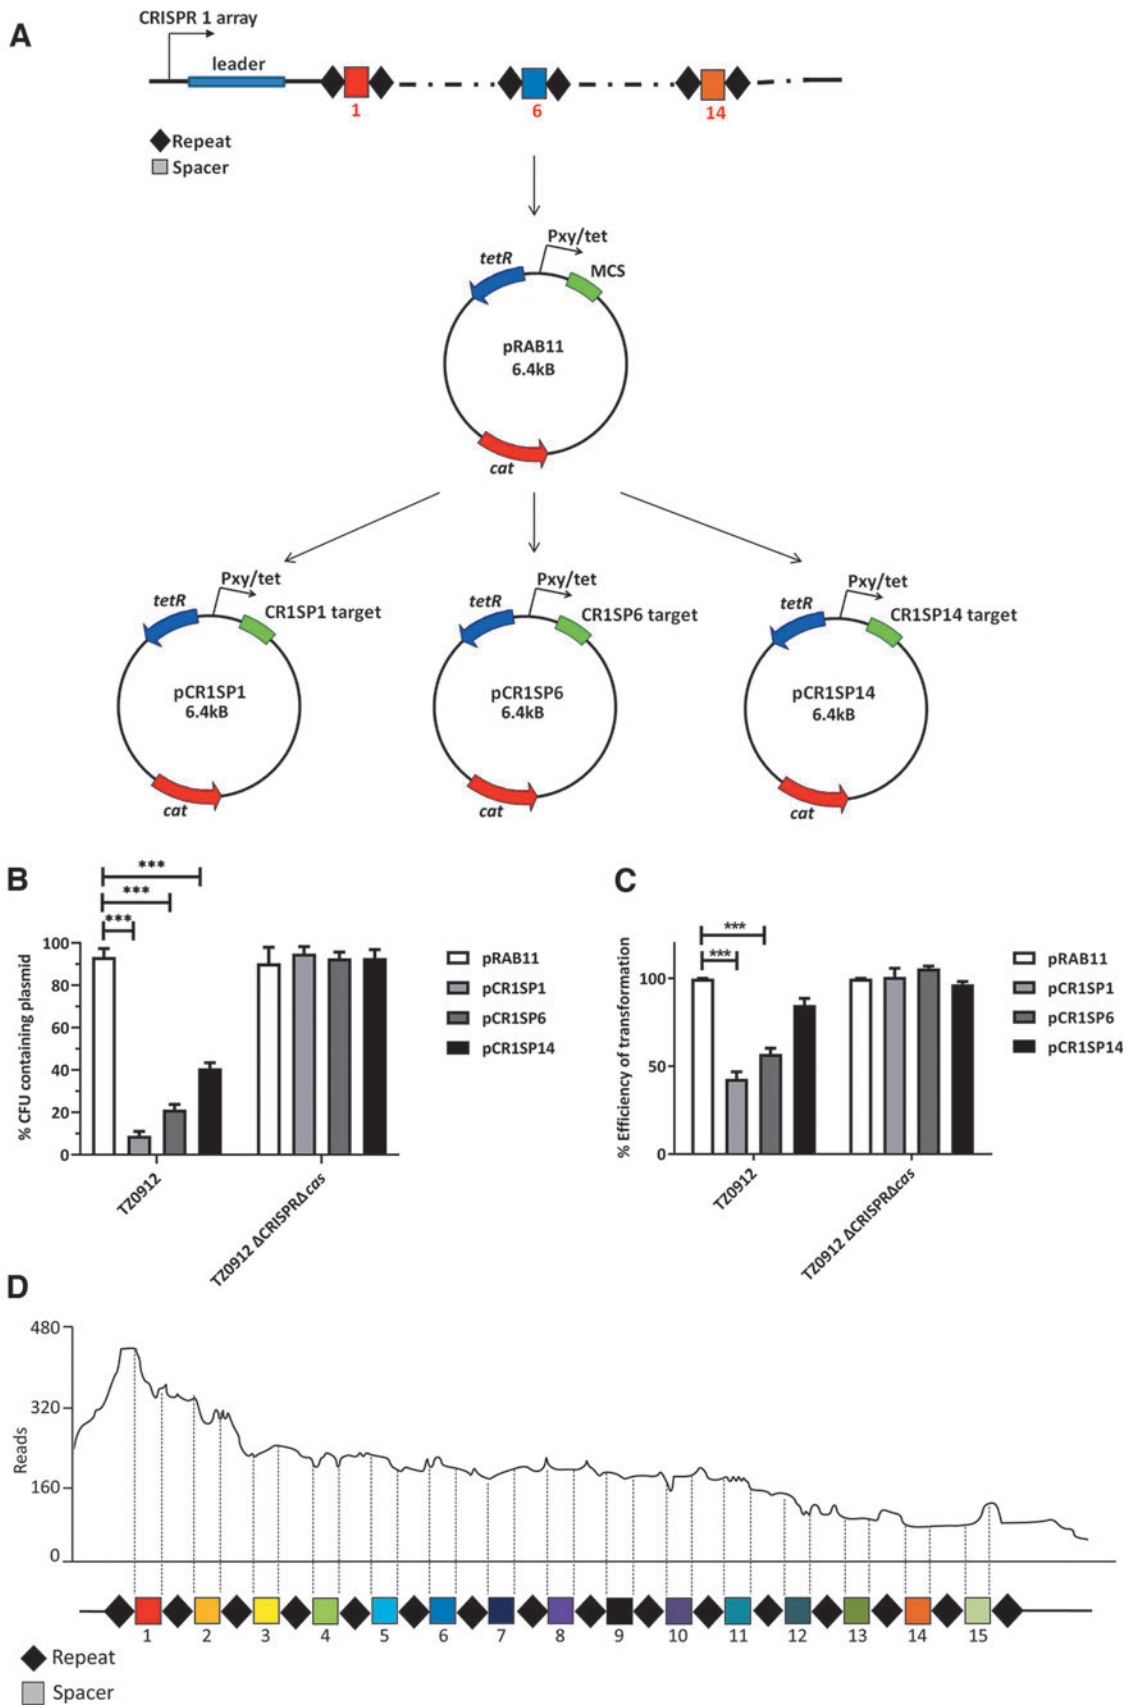 A
CRISPR 1 array
leader
1
6
14
Repeat
Spacer
Pxy/tet
tetR
MCS
pRAB11
6.4kB
cat
Pxy/tet
tetR
CR1SP1 target
pCR1SP1
6.4kB
cat
Pxy/tet
tetR
CR1SP6 target
pCR1SP6
6.4kB
cat
Pxy/tet
tetR
CR1SP14 target
pCR1SP14
6.4kB
cat
B
***
***
***
% CFU containing plasmid
100
80
60
40
20
0
TZ0912
TZ0912 ΔCRISPRΔcas
pRAB11
pCR1SP1
pCR1SP6
pCR1SP14
C
***
***
% Efficiency of transformation
100
50
0
TZ0912
TZ0912 ΔCRISPRΔcas
pRAB11
pCR1SP1
pCR1SP6
pCR1SP14
D
480
320
160
0
Reads
1 2 3 4 5 6 7 8 9 10 11 12 13 14 15
Repeat
Spacer